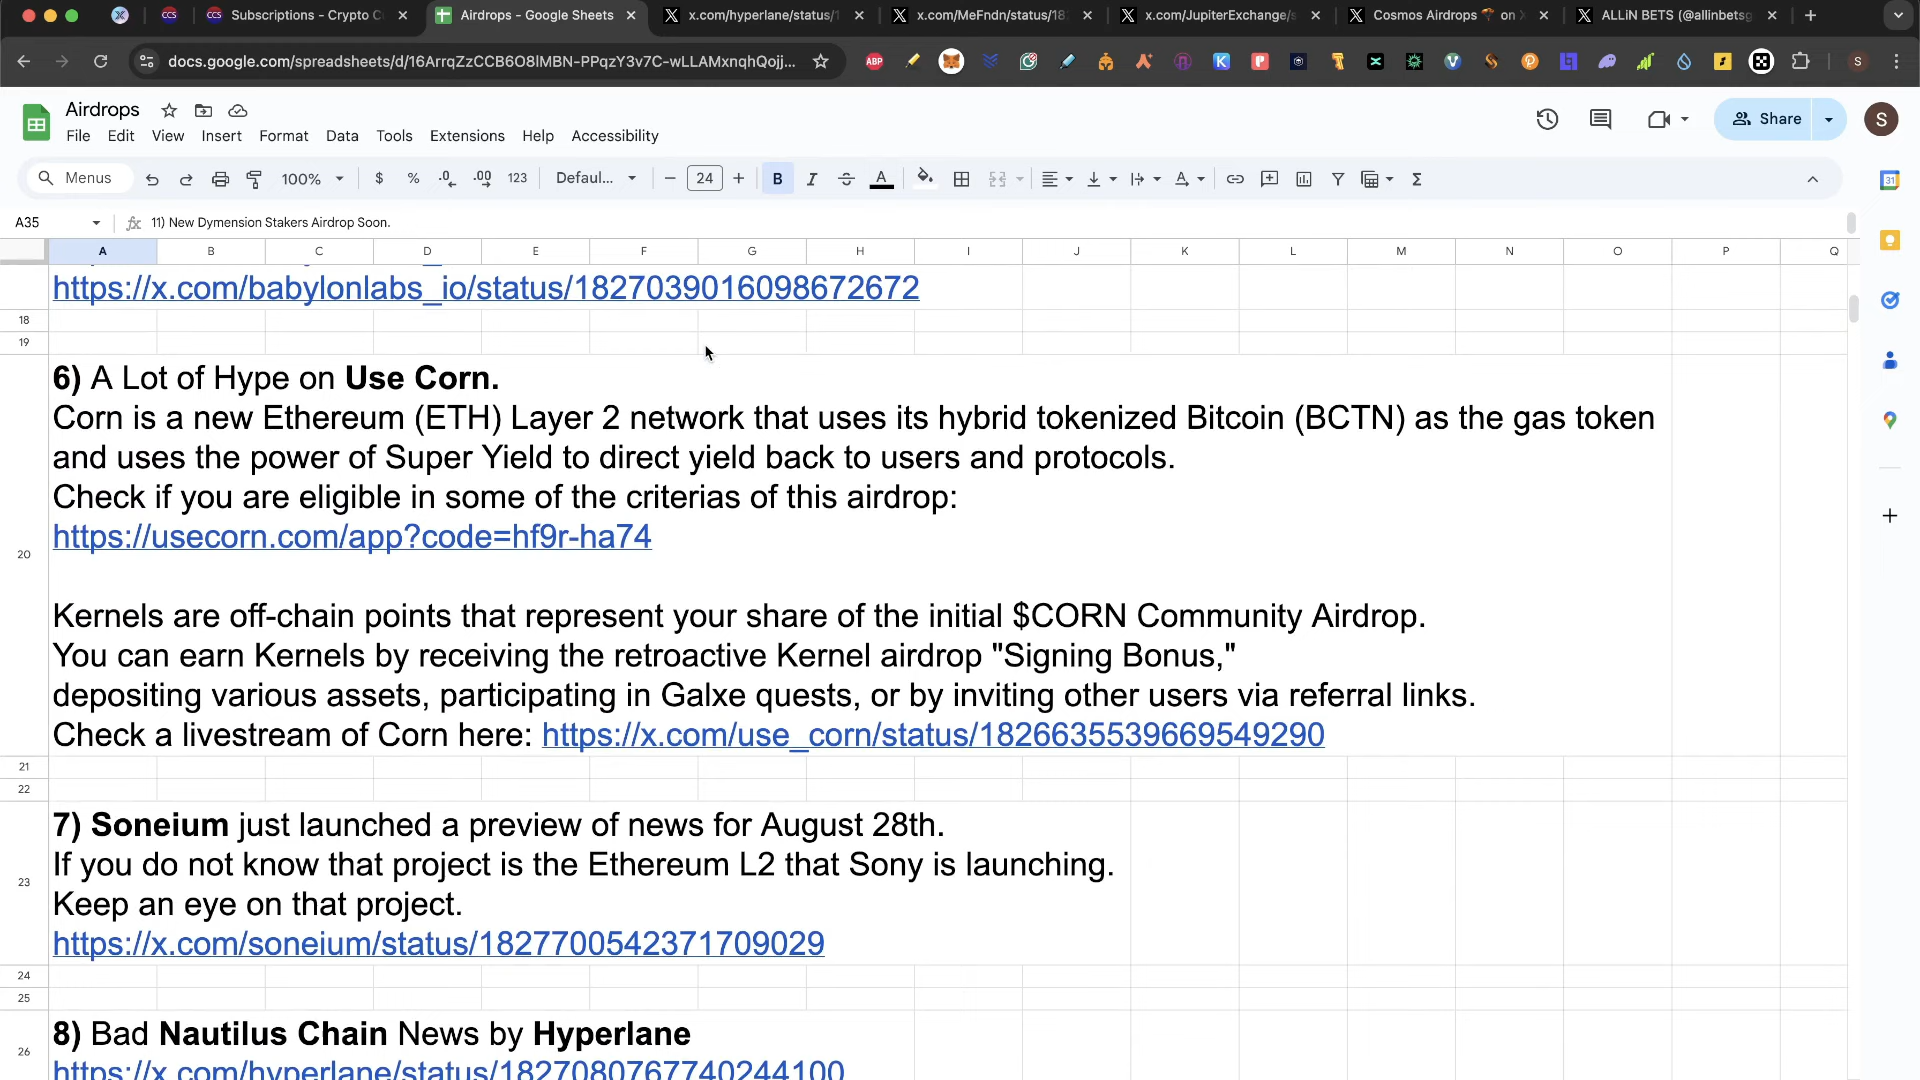 Subscriptions - Crypto C
Airdrops - Google Sheets
x.com/hyperlane/status/1
x.com/MeFndn/status/18
x.com/JupiterExchange/s
Cosmos Airdrops on
ALLiN BETS (@allinbetsg
docs.google.com/spreadsheets/d/16ArrqZzCCB6O8lMBN-PPqzY3v7C-wLLAMxnqhQojj...
Airdrops
File Edit View Insert Format Data Tools Extensions Help Accessibility
Share
S
Menus 100% $ % .0 .00 123 Defaul... 24 B I A
A35 fx 11) New Dymension Stakers Airdrop Soon.
A B C D E F G H I J K L M N O P Q
https://x.com/babylonlabs_io/status/1827039016098672672
18
19
6) A Lot of Hype on Use Corn.
Corn is a new Ethereum (ETH) Layer 2 network that uses its hybrid tokenized Bitcoin (BCTN) as the gas token
and uses the power of Super Yield to direct yield back to users and protocols.
Check if you are eligible in some of the criterias of this airdrop:
https://usecorn.com/app?code=hf9r-ha74
20
Kernels are off-chain points that represent your share of the initial $CORN Community Airdrop.
You can earn Kernels by receiving the retroactive Kernel airdrop "Signing Bonus,"
depositing various assets, participating in Galxe quests, or by inviting other users via referral links.
Check a livestream of Corn here: https://x.com/use_corn/status/1826635539669549290
21
22
7) Soneium just launched a preview of news for August 28th.
If you do not know that project is the Ethereum L2 that Sony is launching.
23
Keep an eye on that project.
https://x.com/soneium/status/1827700542371709029
24
25
8) Bad Nautilus Chain News by Hyperlane
26
https://x.com/hyperlane/status/1827080767740244100